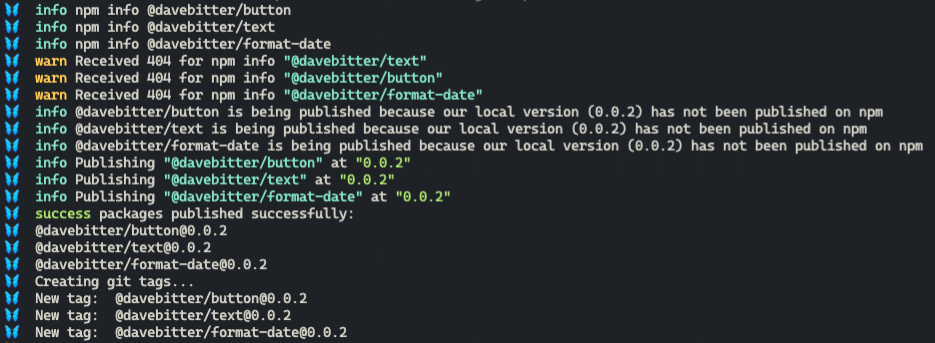 🦋 info npm info @davebitter/button
🦋 info npm info @davebitter/text
🦋 info npm info @davebitter/format-date
🦋 warn Received 404 for npm info "@davebitter/text"
🦋 warn Received 404 for npm info "@davebitter/button"
🦋 warn Received 404 for npm info "@davebitter/format-date"
🦋 info @davebitter/button is being published because our local version (0.0.2) has not been published on npm
🦋 info @davebitter/text is being published because our local version (0.0.2) has not been published on npm
🦋 info @davebitter/format-date is being published because our local version (0.0.2) has not been published on npm
🦋 info Publishing "@davebitter/button" at "0.0.2"
🦋 info Publishing "@davebitter/text" at "0.0.2"
🦋 info Publishing "@davebitter/format-date" at "0.0.2"
🦋 success packages published successfully:
🦋 @davebitter/button@0.0.2
🦋 @davebitter/text@0.0.2
🦋 @davebitter/format-date@0.0.2
🦋 Creating git tags...
🦋 New tag:  @davebitter/button@0.0.2
🦋 New tag:  @davebitter/text@0.0.2
🦋 New tag:  @davebitter/format-date@0.0.2